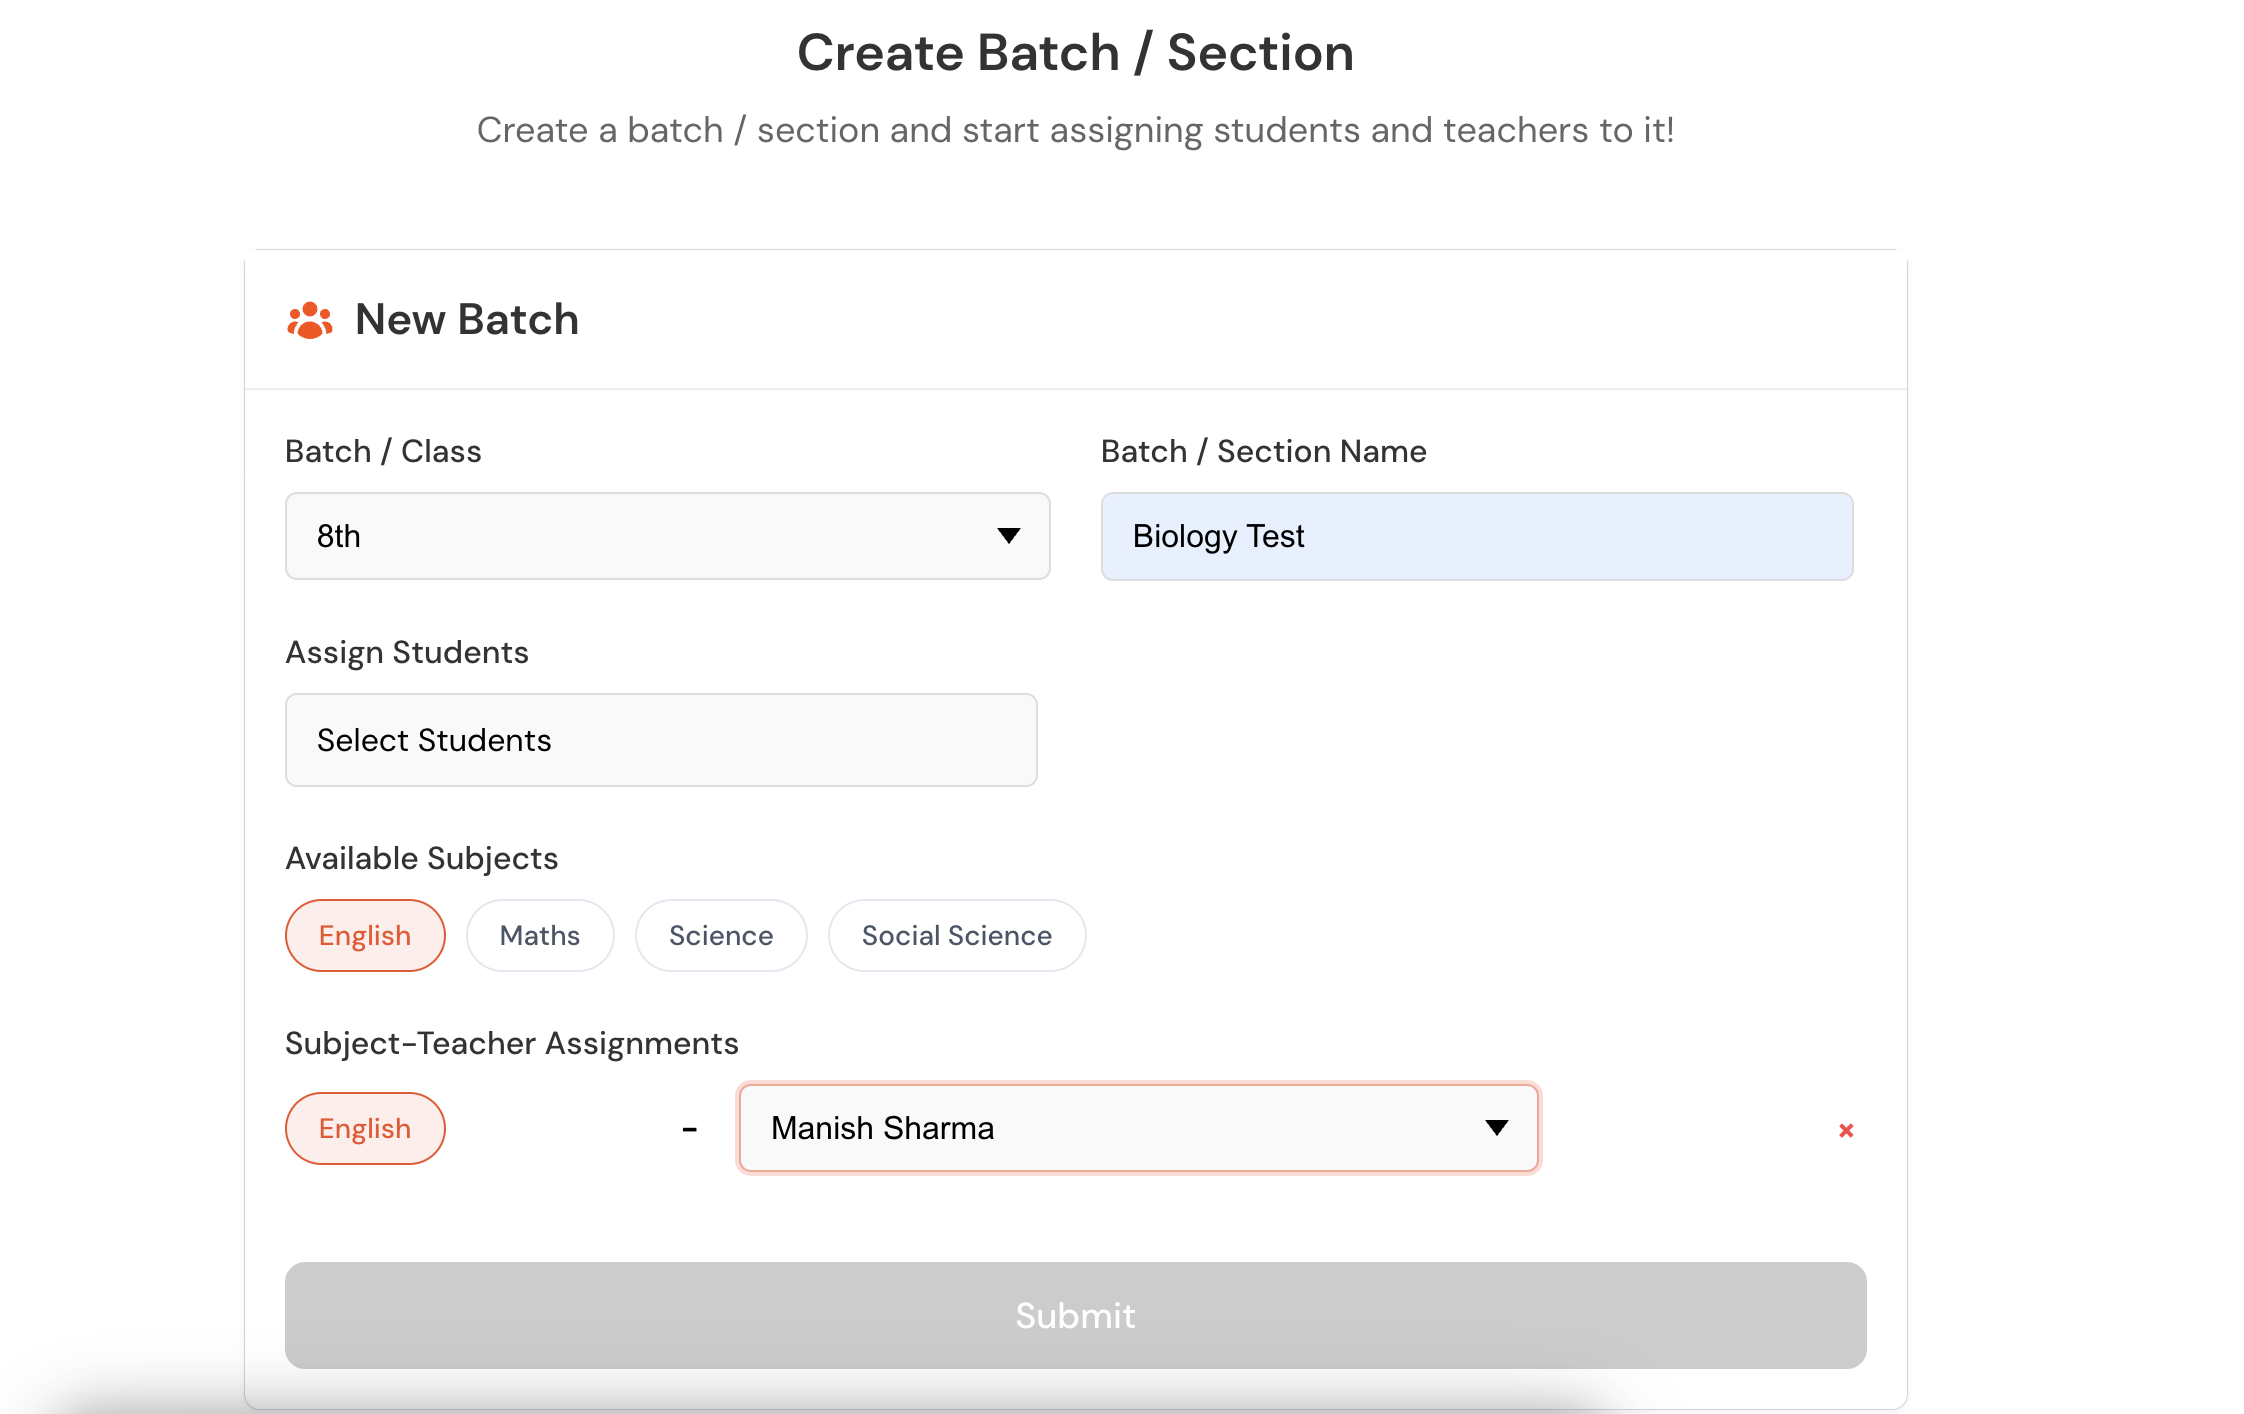 Create Batch / Section
Create a batch / section and start assigning students and teachers to it!
New Batch
Batch / Class
Batch / Section Name
8th
Biology Test
Assign Students
Select Students
Available Subjects
English Maths Science Social Science
Subject-Teacher Assignments
English - Manish Sharma ×
Submit